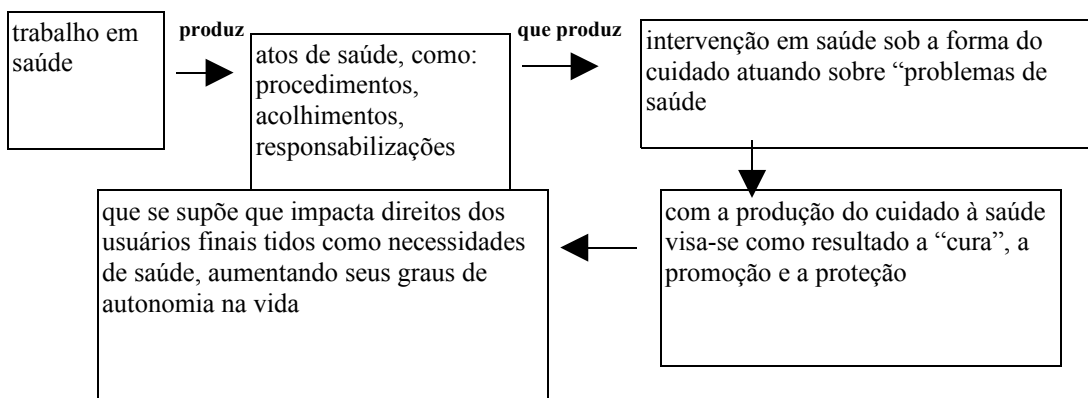 trabalho em
saúde
produz
atos de saúde, como:
procedimentos,
acolhimentos,
responsabilizações
que produz
intervenção em saúde sob a forma do
cuidado atuando sobre “problemas de
saúde
com a produção do cuidado à saúde
visa-se como resultado a “cura”, a
promoção e a proteção
que se supõe que impacta direitos dos
usuários finais tidos como necessidades
de saúde, aumentando seus graus de
autonomia na vida